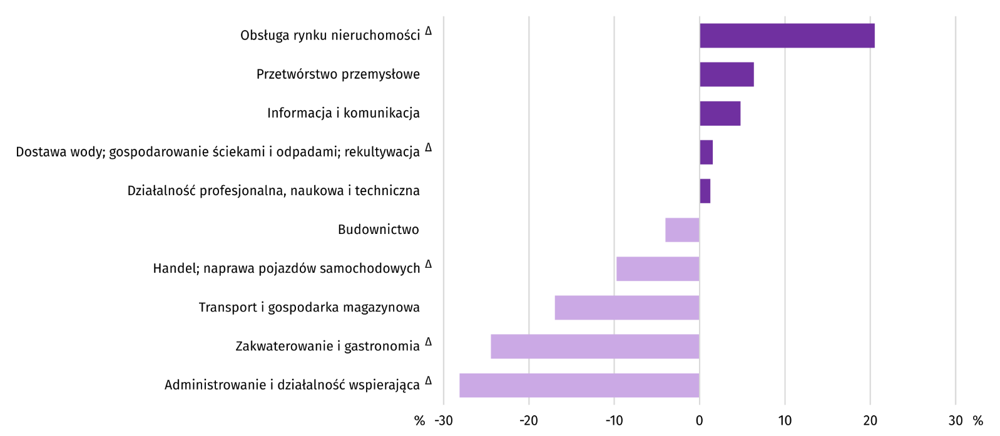 Obsługa rynku nieruchomości Δ
Przetwórstwo przemysłowe
Informacja i komunikacja
Dostawa wody; gospodarowanie ściekami i odpadami; rekultywacja Δ
Działalność profesjonalna, naukowa i techniczna
Budownictwo
Handel; naprawa pojazdów samochodowych Δ
Transport i gospodarka magazynowa
Zakwaterowanie i gastronomia Δ
Administrowanie i działalność wspierająca Δ
% -30 -20 -10 0 10 20 30 %